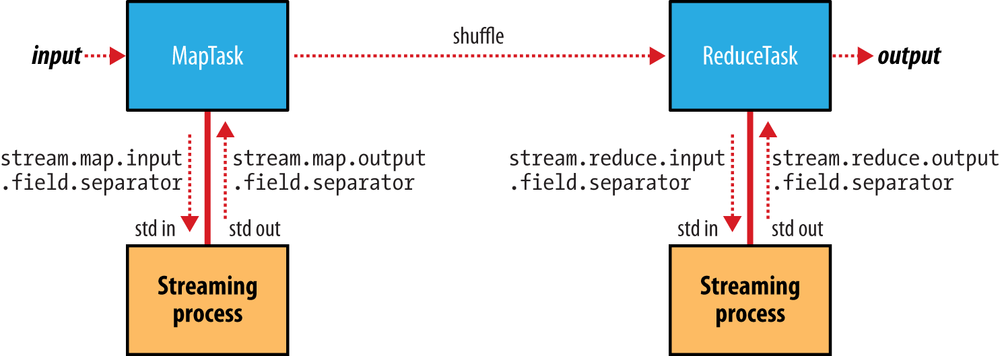 input
MapTask
shuffle
ReduceTask
output
stream.map.input
.field.separator
stream.map.output
.field.separator
stream.reduce.input
.field.separator
stream.reduce.output
.field.separator
std in
std out
std in
std out
Streaming
process
Streaming
process